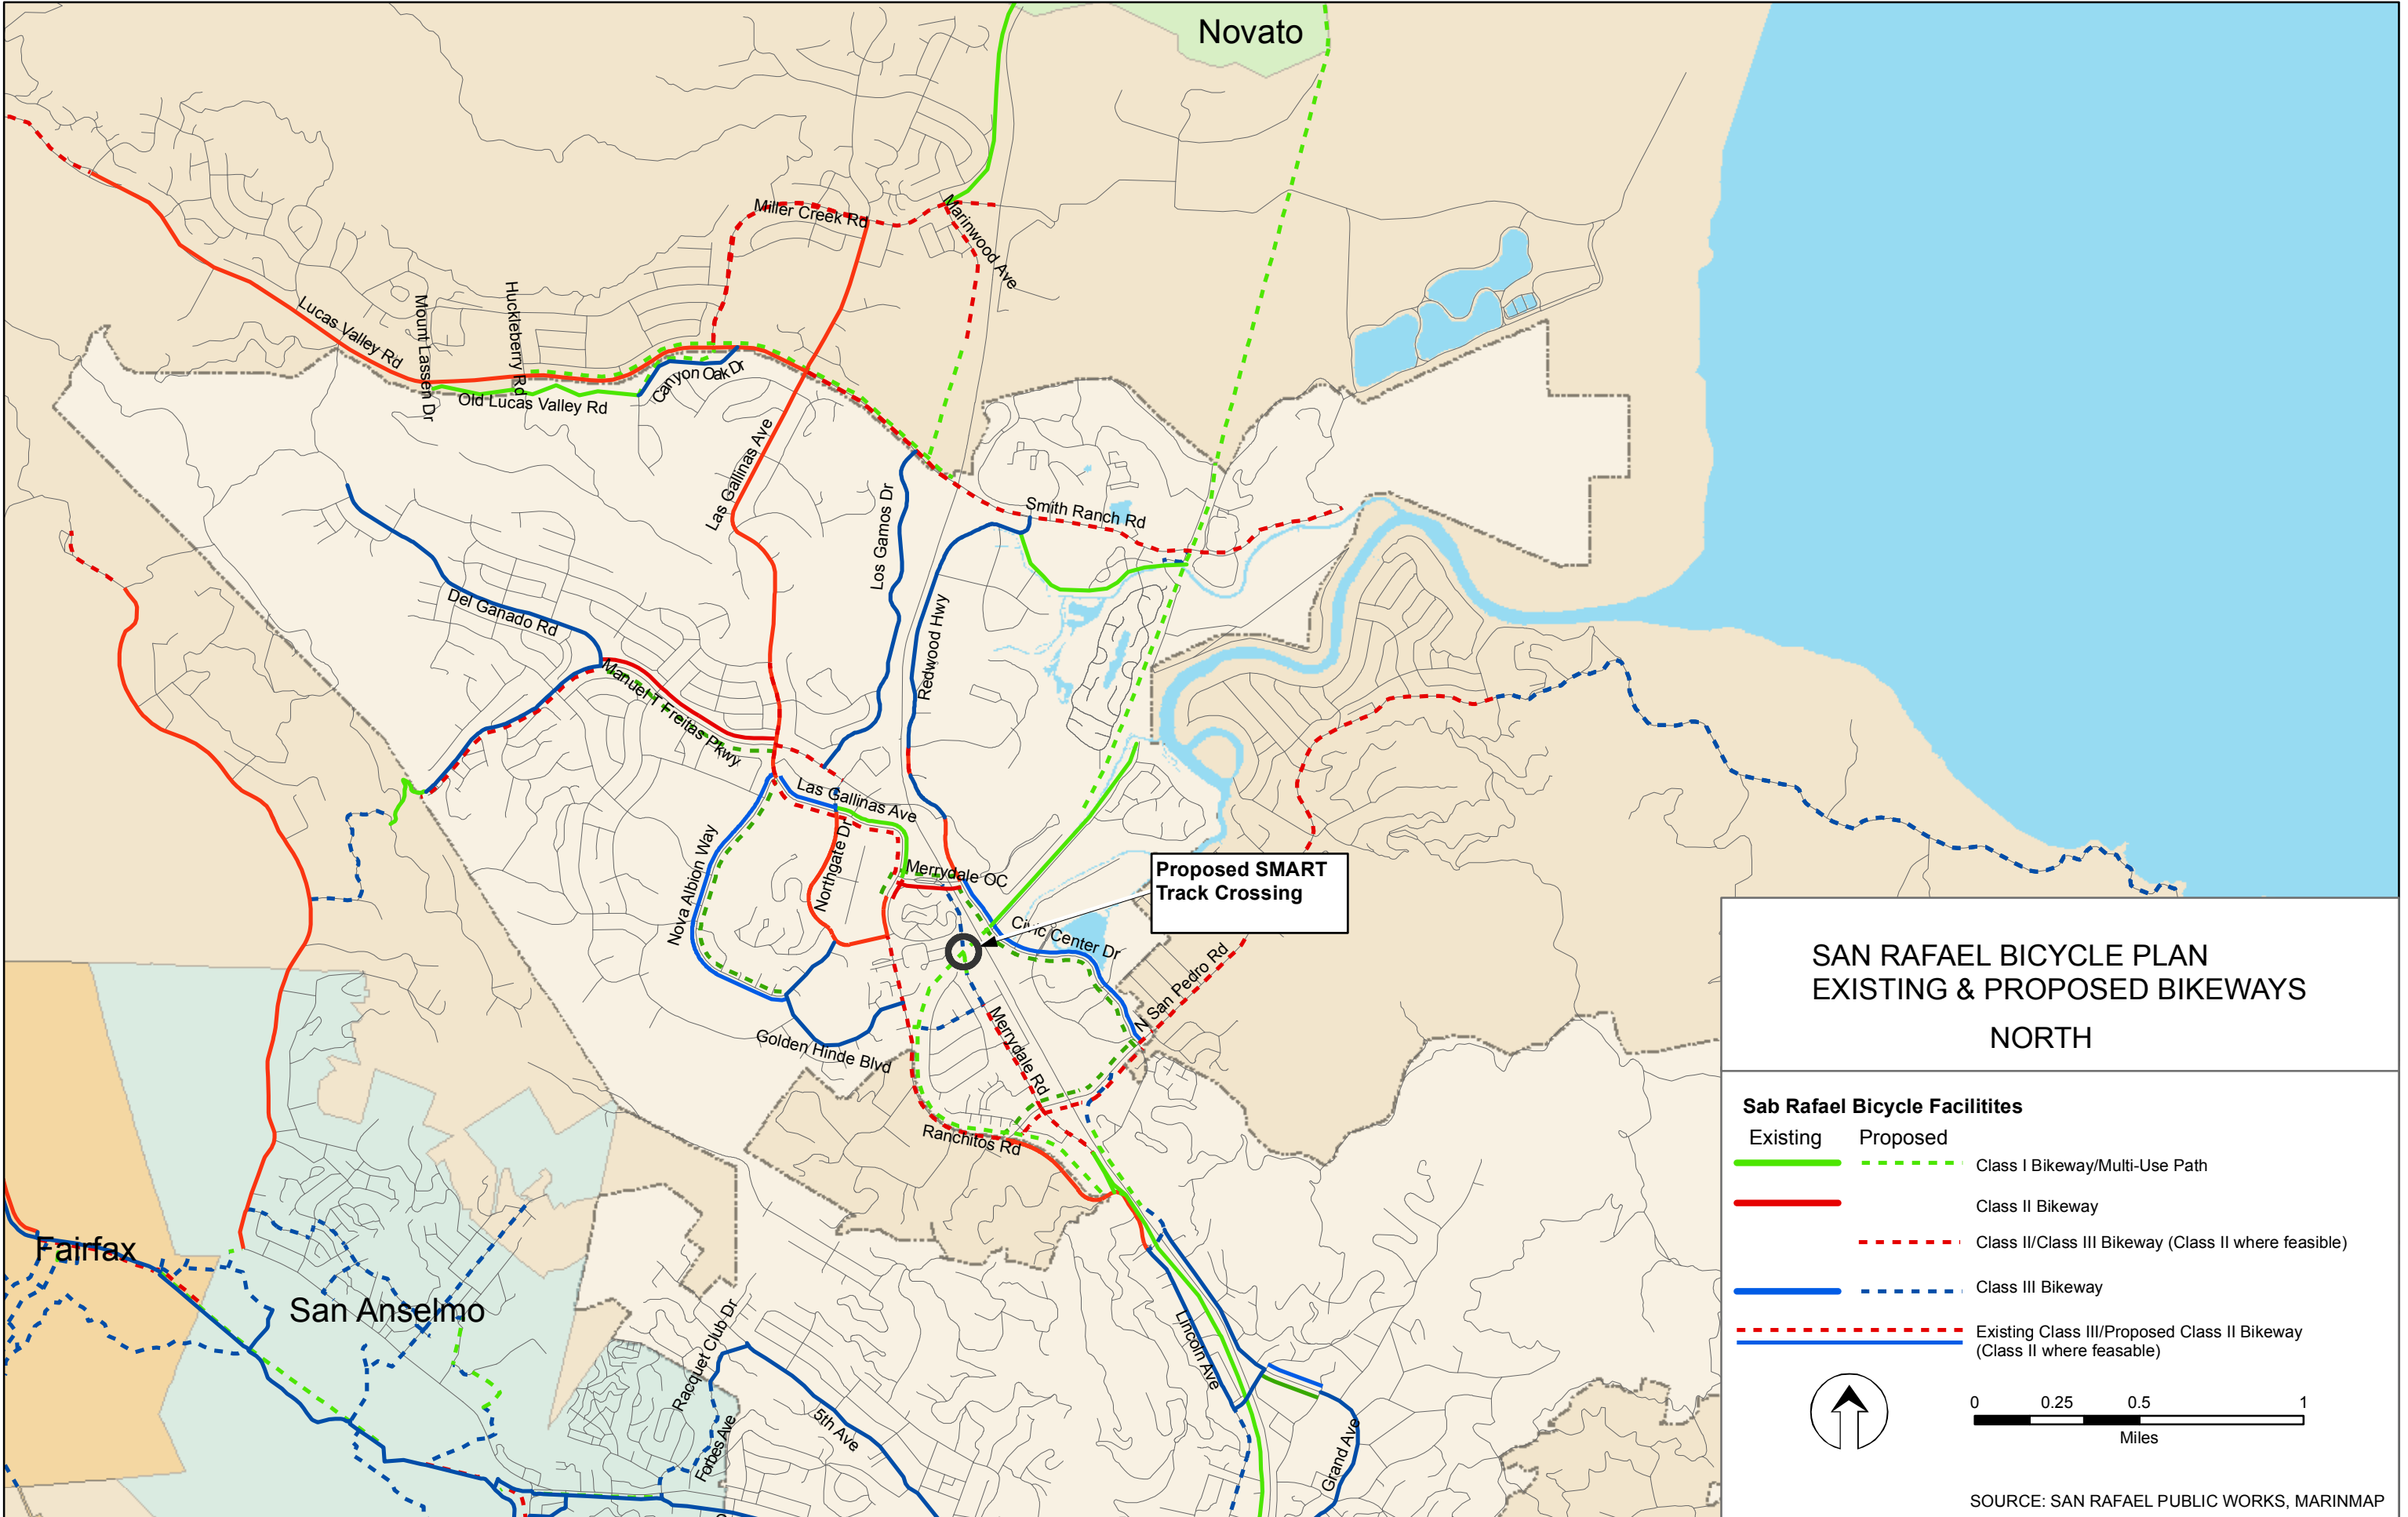 Novato
Miller Creek Rd
Marinwood Ave
Lucas Valley Rd
Mount Lassen Dr
Huckleberry Rd
Old Lucas Valley Rd
Canyon Oak Dr
Las Gallinas Ave
Los Gamos Dr
Smith Ranch Rd
Del Ganado Rd
Redwood Hwy
Manuel T Freitas Pkwy
Las Gallinas Ave
Nova Albion Way
Northgate Dr
Merrydale OC
Proposed SMART
Track Crossing
Civic Center Dr
N San Pedro Rd
Golden Hinde Blvd
Merrydale Rd
Ranchitos Rd
Fairfax
San Anselmo
Racquet Club Dr
Forbes Ave
5th Ave
Lincoln Ave
Grand Ave
SAN RAFAEL BICYCLE PLAN
EXISTING & PROPOSED BIKEWAYS
NORTH
Sab Rafael Bicycle Facilitites
Existing Proposed
Class I Bikeway/Multi-Use Path
Class II Bikeway
Class II/Class III Bikeway (Class II where feasible)
Class III Bikeway
Existing Class III/Proposed Class II Bikeway
(Class II where feasable)
0 0.25 0.5 1
Miles
SOURCE: SAN RAFAEL PUBLIC WORKS, MARINMAP